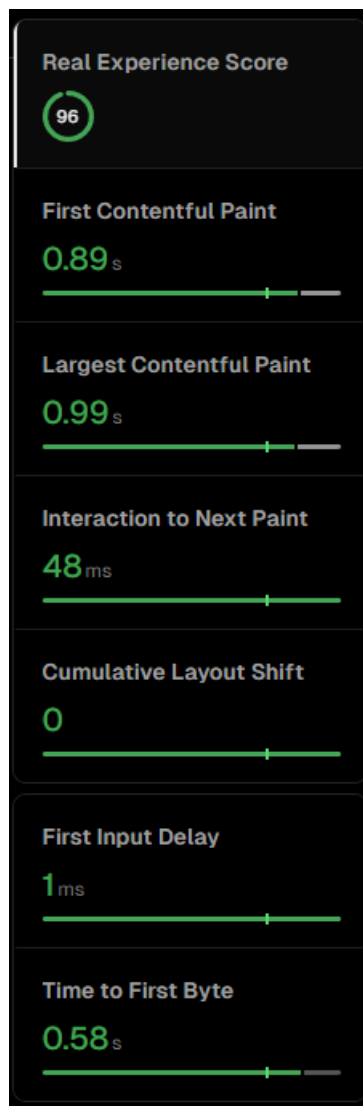 Real Experience Score
96
First Contentful Paint
0.89 s
Largest Contentful Paint
0.99 s
Interaction to Next Paint
48 ms
Cumulative Layout Shift
0
First Input Delay
1 ms
Time to First Byte
0.58 s